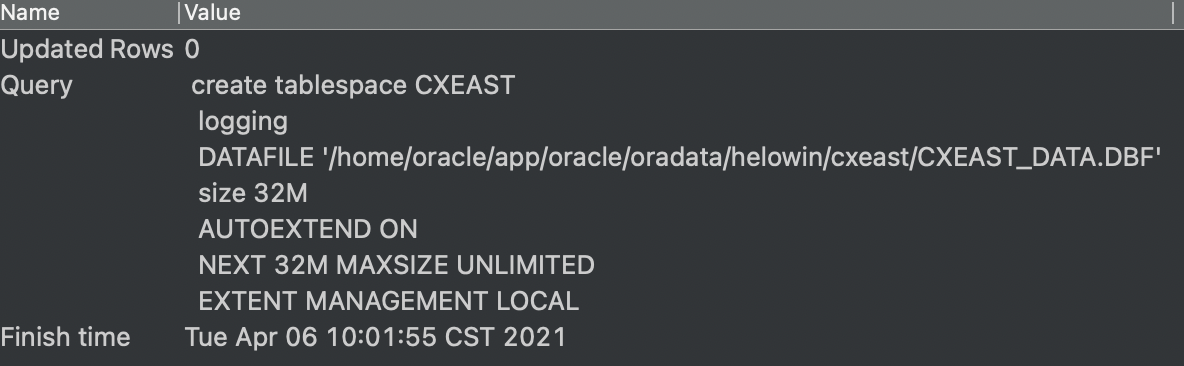 Name Value
Updated Rows 0
Query create tablespace CXEAST
logging
DATAFILE '/home/oracle/app/oracle/oradata/helowin/cxeast/CXEAST_DATA.DBF'
size 32M
AUTOEXTEND ON
NEXT 32M MAXSIZE UNLIMITED
EXTENT MANAGEMENT LOCAL
Finish time Tue Apr 06 10:01:55 CST 2021